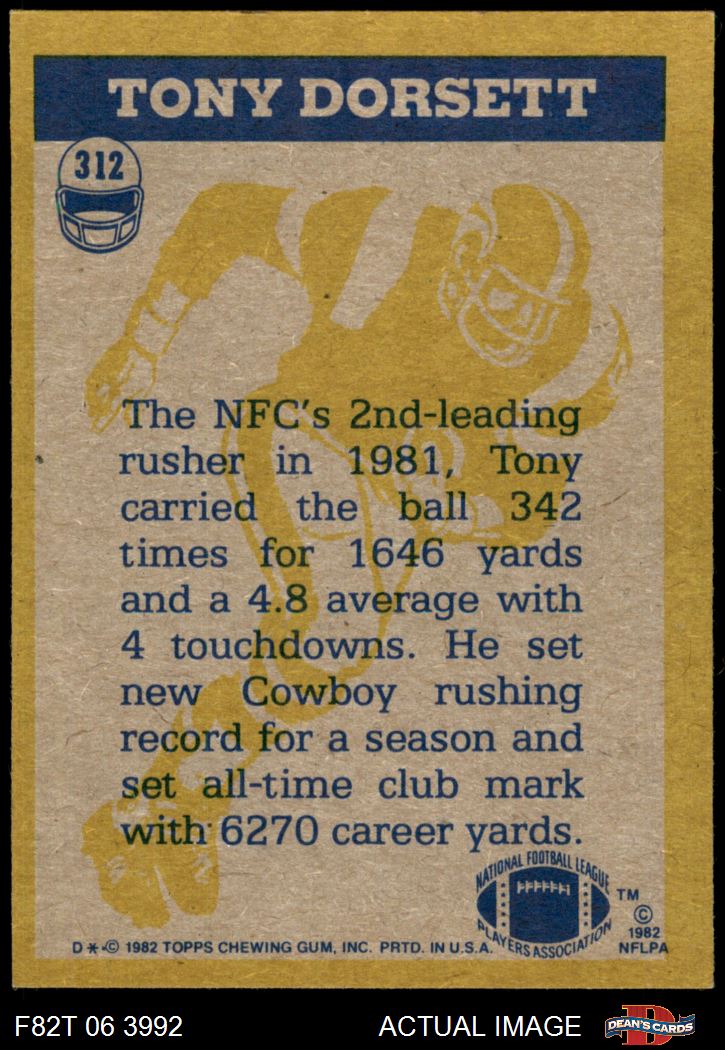 TONY DORSETT
312
The NFC's 2nd-leading
rusher in 1981, Tony
carried the ball 342
times for 1646 yards
and a 4.8 average with
4 touchdowns. He set
new Cowboy rushing
record for a season and
set all-time club mark
with 6270 career yards.
NATIONAL FOOTBALL LEAGUE
PLAYERS ASSOCIATION
TM
©
1982
NFLPA
D * © 1982 TOPPS CHEWING GUM, INC. PRTD. IN U.S.A.
F82T 06 3992 ACTUAL IMAGE
DEAN'S CARDS